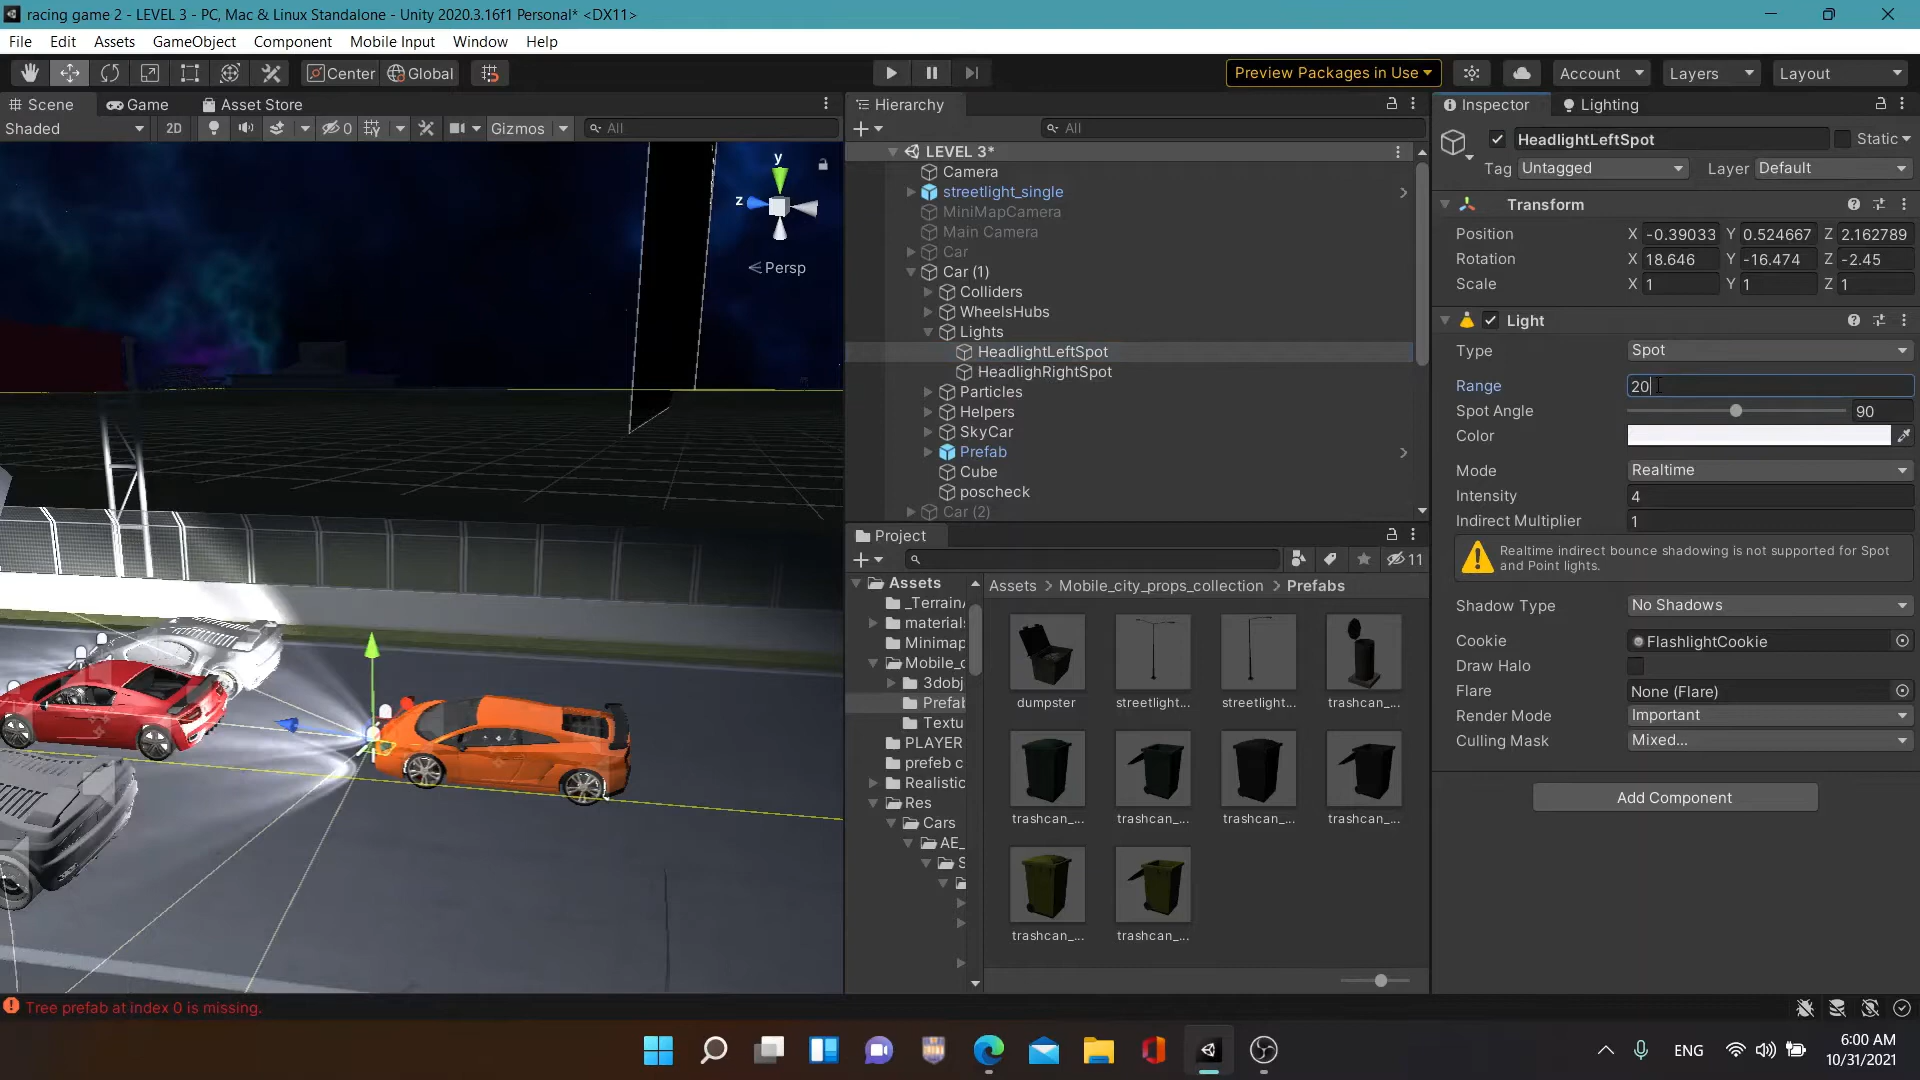 racing game 2 - LEVEL 3 - PC, Mac & Linux Standalone - Unity 2020.3.16f1 Personal* <DX11>
File Edit Assets GameObject Component Mobile Input Window Help
Center Global Preview Packages in Use Account Layers Layout
Scene Game Asset Store
Shaded 2D 0 Gizmos All
y
z
Persp
Hierarchy
All
LEVEL 3*
Camera
streetlight_single
MiniMapCamera
Main Camera
Car
Car (1)
Colliders
WheelsHubs
Lights
HeadlightLeftSpot
HeadlighRightSpot
Particles
Helpers
SkyCar
Prefab
Cube
poscheck
Car (2)
Project
11
Assets
_Terrain
material
Minimap
Mobile_c
3dobj
Prefab
Textu
PLAYER
prefeb c
Realistic
Res
Cars
AE_
S
Assets > Mobile_city_props_collection > Prefabs
dumpster streetlight... streetlight... trashcan_...
trashcan_... trashcan_... trashcan_... trashcan_...
trashcan_... trashcan_...
Inspector Lighting
HeadlightLeftSpot Static
Tag Untagged Layer Default
Transform
Position X -0.39033 Y 0.524667 Z 2.162789
Rotation X 18.646 Y -16.474 Z -2.45
Scale X 1 Y 1 Z 1
Light
Type Spot
Range 20
Spot Angle 90
Color
Mode Realtime
Intensity 4
Indirect Multiplier 1
Realtime indirect bounce shadowing is not supported for Spot
and Point lights.
Shadow Type No Shadows
Cookie FlashlightCookie
Draw Halo
Flare None (Flare)
Render Mode Important
Culling Mask Mixed...
Add Component
Tree prefab at index 0 is missing.
ENG
6:00 AM
10/31/2021